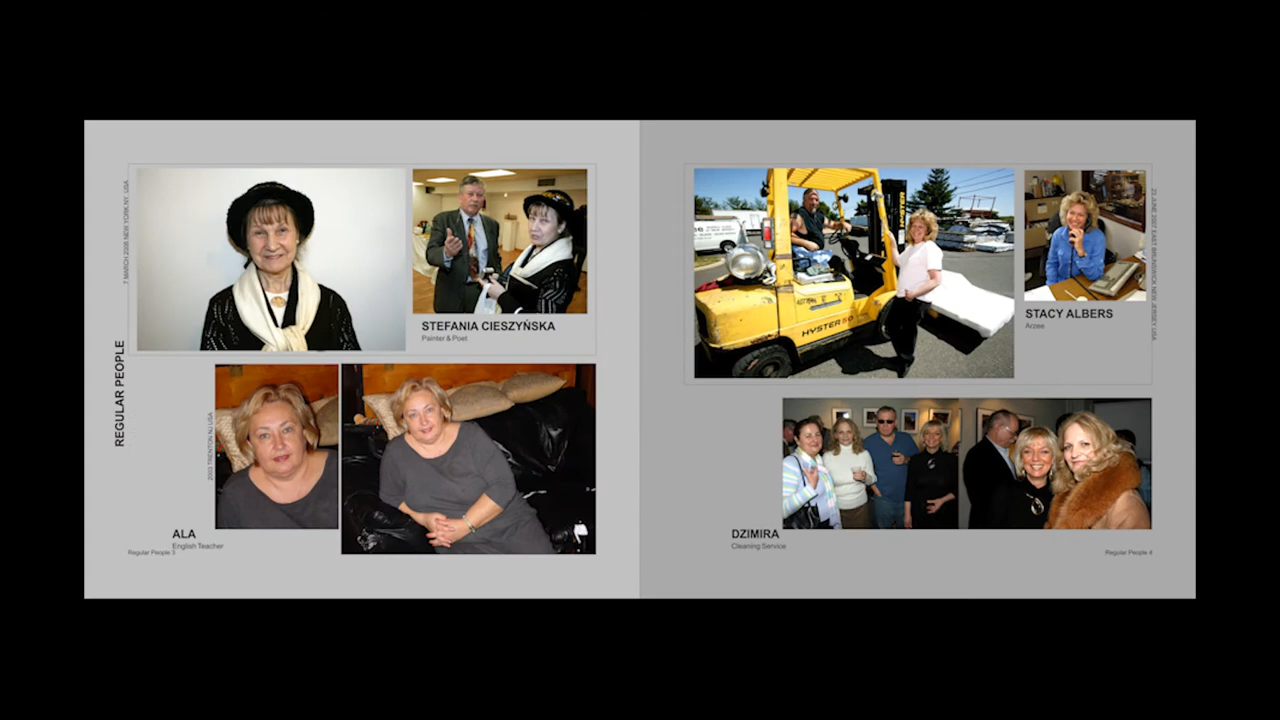 REGULAR PEOPLE
7 MARCH 2008 NEW YORK NY, USA
STEFANIA CIESZYŃSKA
Painter & Poet
2003 TRENTON NJ USA
ALA
English Teacher
Regular People 3
HYSTER 50
HYSTER
STACY ALBERS
Arzee
23 JUNE 2007 EAST BRUNSWICK NEW JERSEY USA
DZIMIRA
Cleaning Service
Regular People 4